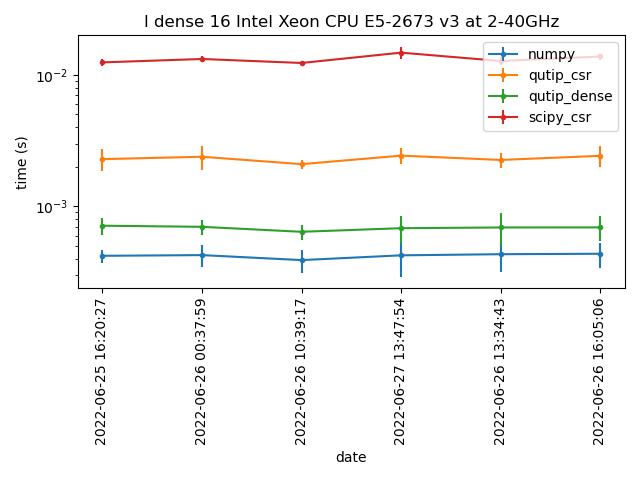 l dense 16 Intel Xeon CPU E5-2673 v3 at 2-40GHz
numpy
qutip_csr
qutip_dense
scipy_csr
time (s)
10⁻²
10⁻³
2022-06-25 16:20:27
2022-06-26 00:37:59
2022-06-26 10:39:17
2022-06-27 13:47:54
2022-06-26 13:34:43
2022-06-26 16:05:06
date